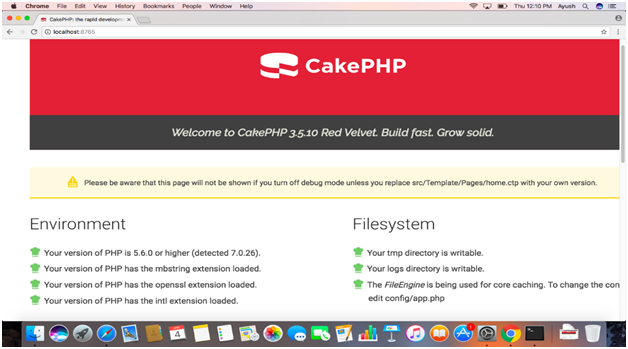 Chrome File Edit View History Bookmarks People Window Help Thu 12:10 PM Ayush
CakePHP: the rapid developme
localhost:8765
CakePHP
Welcome to CakePHP 3.5.10 Red Velvet. Build fast. Grow solid.
Please be aware that this page will not be shown if you turn off debug mode unless you replace src/Template/Pages/home.ctp with your own version.
Environment
Your version of PHP is 5.6.0 or higher (detected 7.0.26).
Your version of PHP has the mbstring extension loaded.
Your version of PHP has the openssl extension loaded.
Your version of PHP has the intl extension loaded.
Filesystem
Your tmp directory is writable.
Your logs directory is writable.
The FileEngine is being used for core caching. To change the con
edit config/app.php
4
1